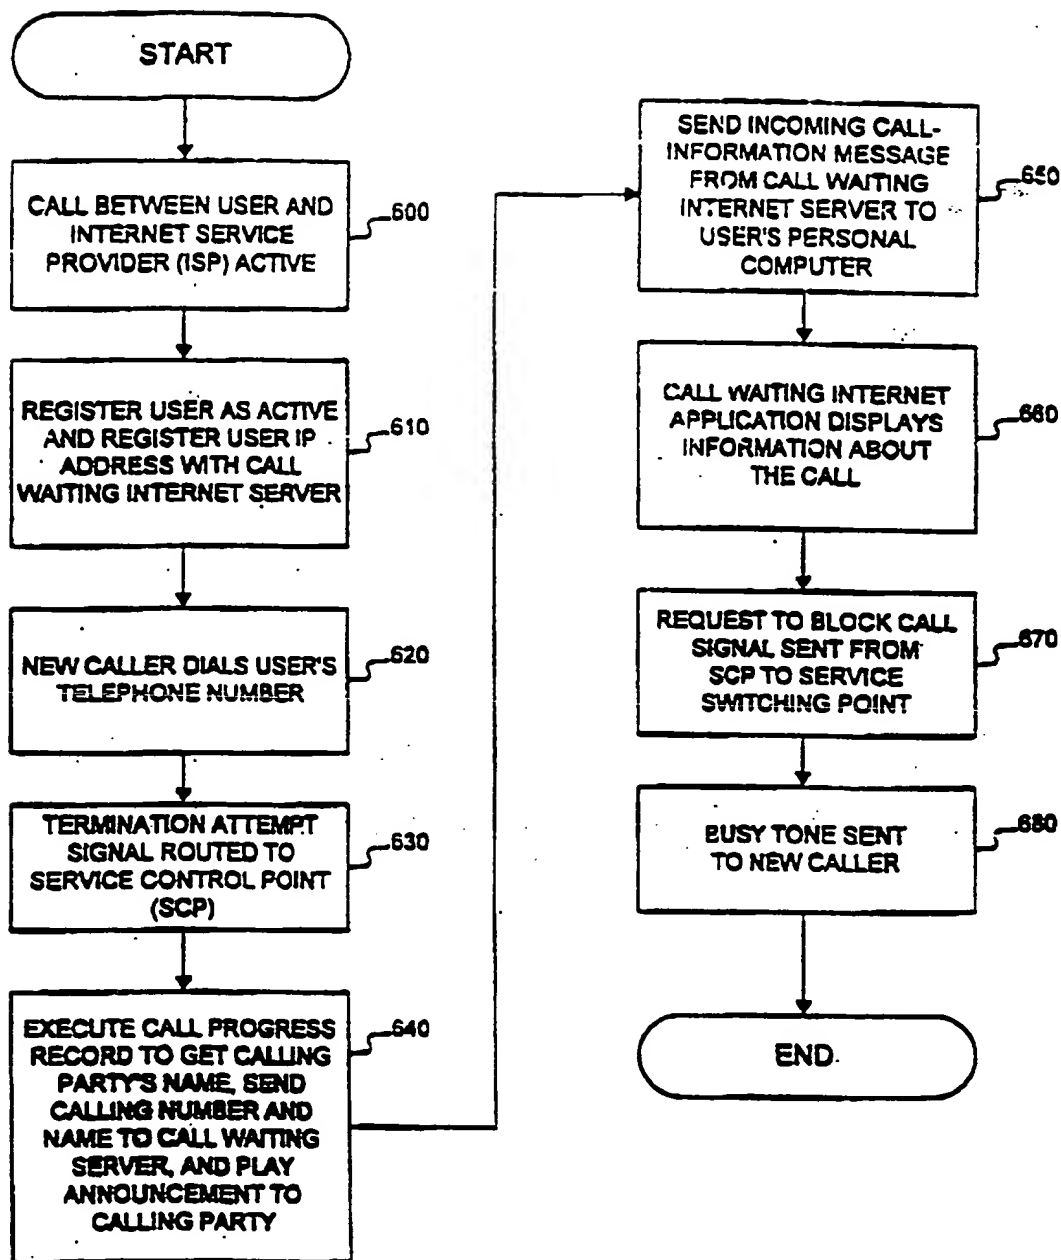 START
CALL BETWEEN USER AND
INTERNET SERVICE
PROVIDER (ISP) ACTIVE
600
REGISTER USER AS ACTIVE
AND REGISTER USER IP
ADDRESS WITH CALL
WAITING INTERNET SERVER
610
NEW CALLER DIALS USER'S
TELEPHONE NUMBER
620
TERMINATION ATTEMPT
SIGNAL ROUTED TO
SERVICE CONTROL POINT
(SCP)
630
EXECUTE CALL PROGRESS
RECORD TO GET CALLING
PARTY'S NAME, SEND
CALLING NUMBER AND
NAME TO CALL WAITING
SERVER, AND PLAY
ANNOUNCEMENT TO
CALLING PARTY
640
SEND INCOMING CALL-
INFORMATION MESSAGE
FROM CALL WAITING
INTERNET SERVER TO
USER'S PERSONAL
COMPUTER
650
CALL WAITING INTERNET
APPLICATION DISPLAYS
INFORMATION ABOUT
THE CALL
660
REQUEST TO BLOCK CALL
SIGNAL SENT FROM
SCP TO SERVICE
SWITCHING POINT
670
BUSY TONE SENT
TO NEW CALLER
680
END